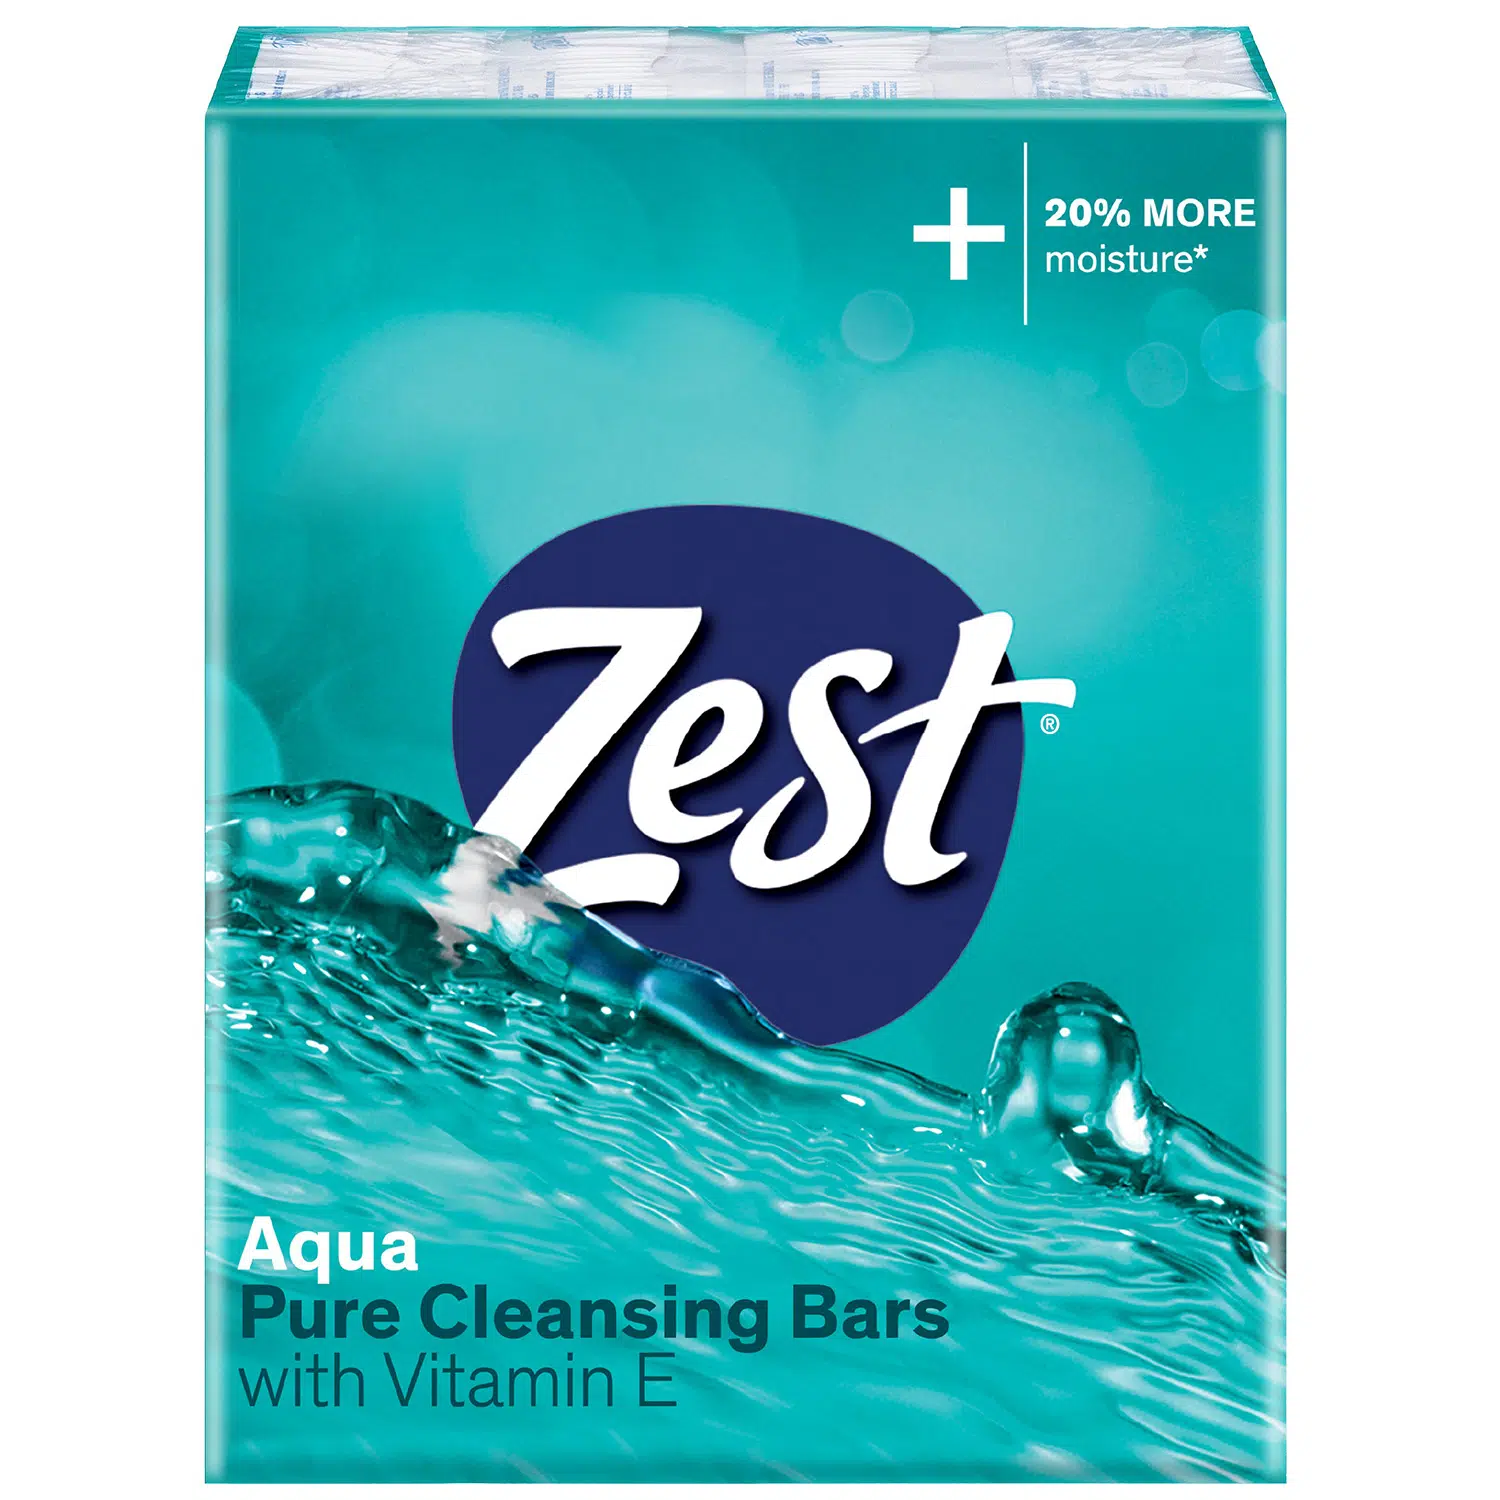 20% MORE
moisture*
Zest®
Aqua
Pure Cleansing Bars
with Vitamin E